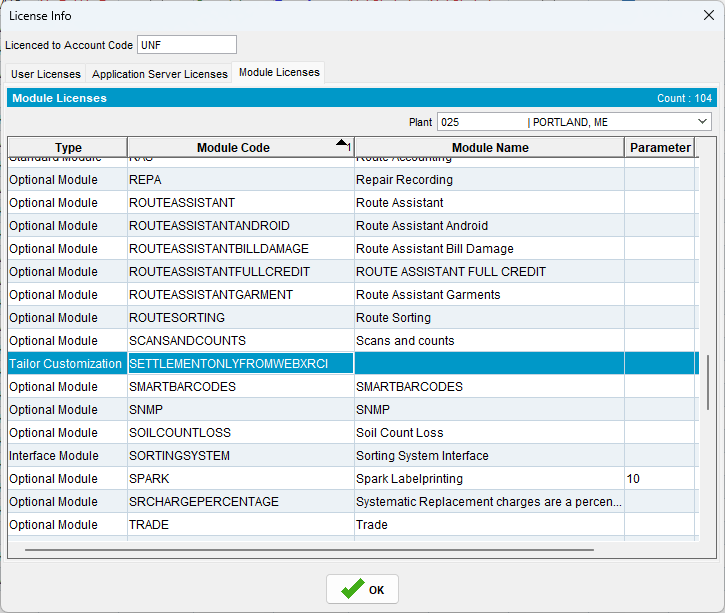 License Info
Licenced to Account Code UNF
User Licenses Application Server Licenses Module Licenses
Module Licenses Count : 104
Plant 025 | PORTLAND, ME
Type Module Code 1 Module Name Parameter
Standard Module RAS Route Accounting
Optional Module REPA Repair Recording
Optional Module ROUTEASSISTANT Route Assistant
Optional Module ROUTEASSISTANTANDROID Route Assistant Android
Optional Module ROUTEASSISTANTBILLDAMAGE Route Assistant Bill Damage
Optional Module ROUTEASSISTANTFULLCREDIT ROUTE ASSISTANT FULL CREDIT
Optional Module ROUTEASSISTANTGARMENT Route Assistant Garments
Optional Module ROUTESORTING Route Sorting
Optional Module SCANSANDCOUNTS Scans and counts
Tailor Customization SETTLEMENTONLYFROMWEBXRCI
Optional Module SMARTBARCODES SMARTBARCODES
Optional Module SNMP SNMP
Optional Module SOILCOUNTLOSS Soil Count Loss
Interface Module SORTINGSYSTEM Sorting System Interface
Optional Module SPARK Spark Labelprinting 10
Optional Module SRCHARGEPERCENTAGE Systematic Replacement charges are a percen...
Optional Module TRADE Trade
OK